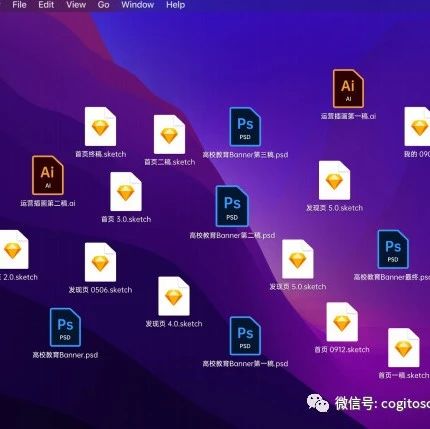 File Edit View Go Window Help
Ai
AI
运营插画第一稿.ai
首页终稿.sketch
首页二稿.sketch
Ps
PSD
高校教育Banner第三稿.psd
我的 090
Ai
AI
运营插画第二稿.ai
首页 3.0.sketch
Ps
PSD
高校教育Banner第二稿.psd
发现页 5.0.sketch
2.0.sketch
发现页 0506.sketch
发现页 5.0.sketch
Ps
PSD
高校教育Banner最终.psd
发现页 4.0.sketch
Ps
PSD
高校教育Banner.psd
Ps
PSD
高校教育Banner第一稿.psd
首页 0912.sketch
首页一稿.sketch
微信号: cogitoso